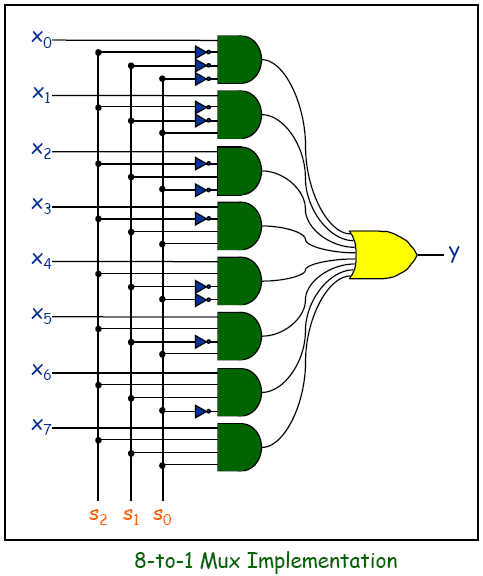 x₀
x₁
x₂
x₃
x₄
x₅
x₆
x₇
y
s₂ s₁ s₀
8-to-1 Mux Implementation